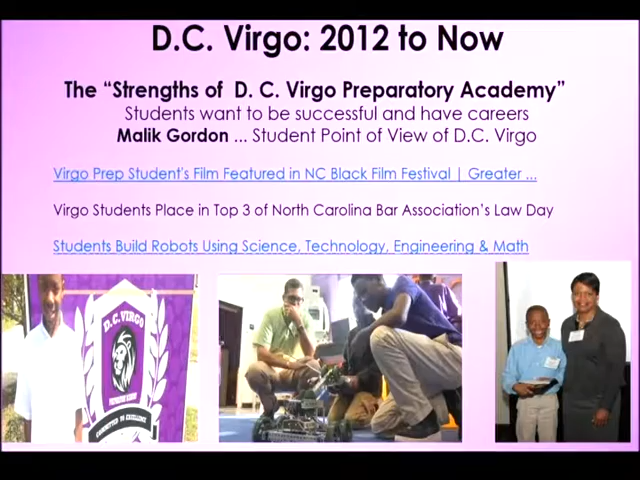 D.C. Virgo: 2012 to Now
The “Strengths of D. C. Virgo Preparatory Academy”
Students want to be successful and have careers
Malik Gordon ... Student Point of View of D.C. Virgo
Virgo Prep Student's Film Featured in NC Black Film Festival | Greater ...
Virgo Students Place in Top 3 of North Carolina Bar Association’s Law Day
Students Build Robots Using Science, Technology, Engineering & Math
D.C. VIRGO
COMMITTED TO EXCELLENCE